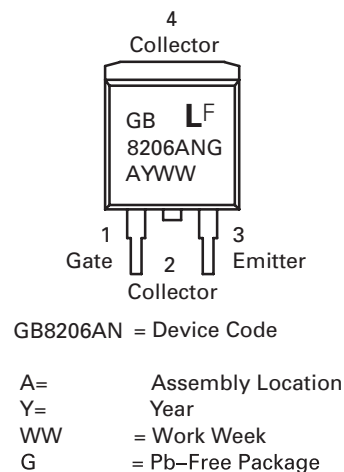 4
Collector
GB LF
8206ANG
AYWW
1 3
Gate 2 Emitter
Collector
GB8206AN = Device Code
A= Assembly Location
Y= Year
WW = Work Week
G = Pb–Free Package